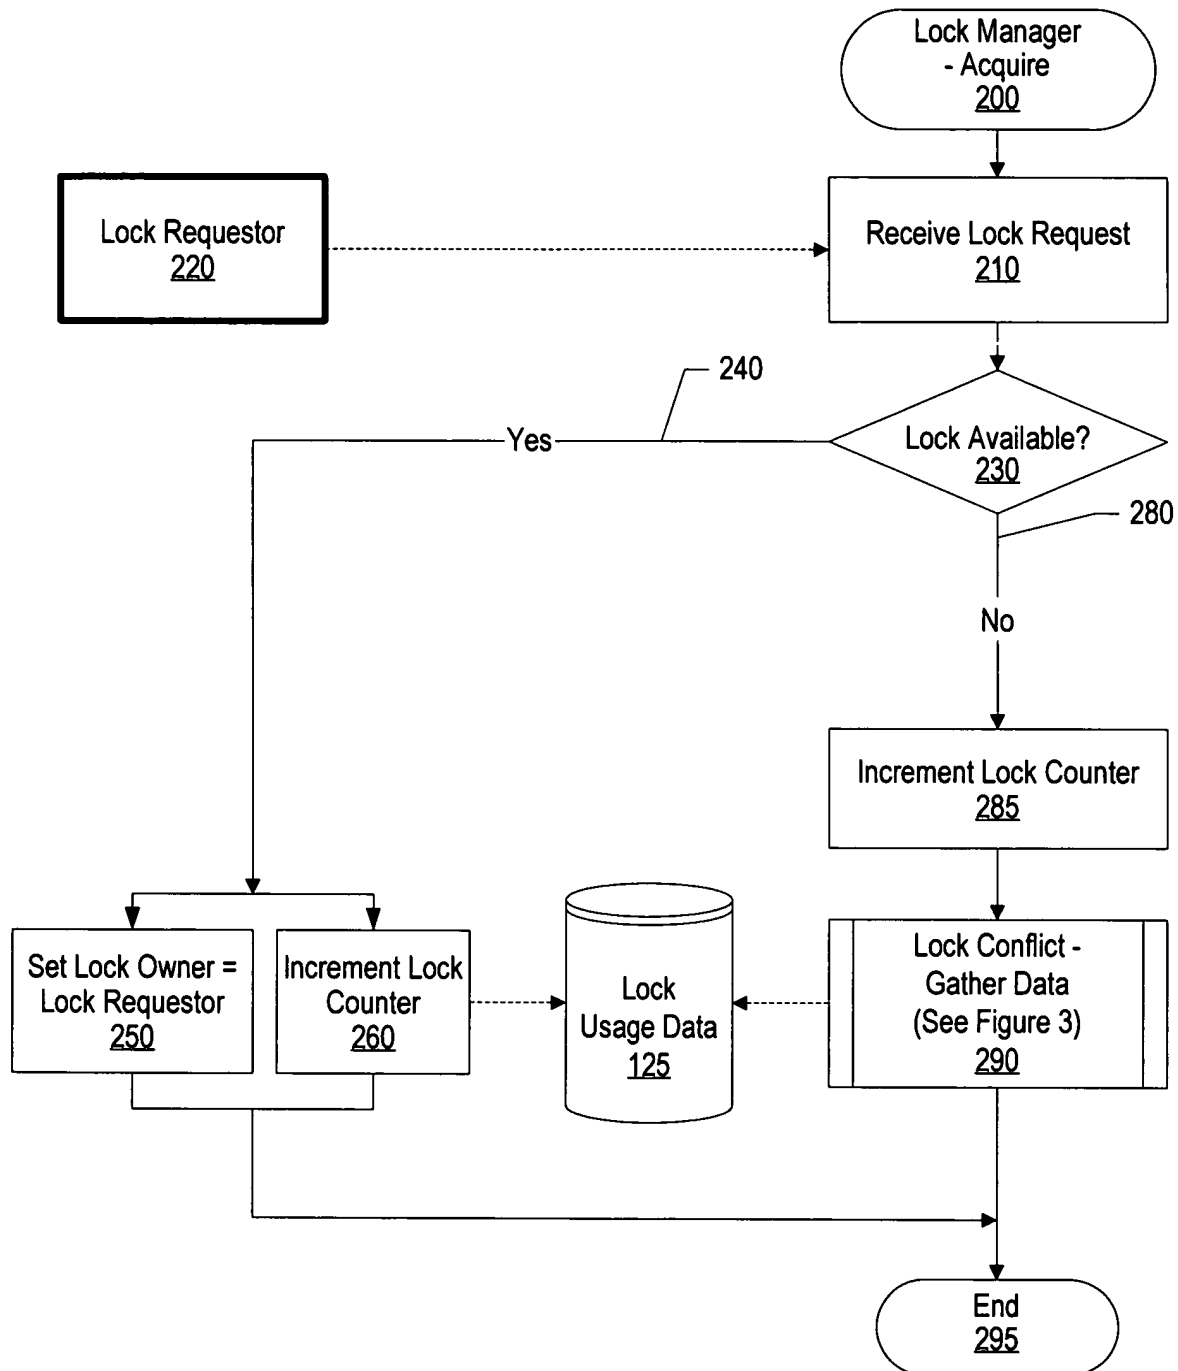 Lock Manager
- Acquire
200
Lock Requestor
220
Receive Lock Request
210
240
Yes
Lock Available?
230
280
No
Increment Lock Counter
285
Set Lock Owner =
Lock Requestor
250
Increment Lock
Counter
260
Lock
Usage Data
125
Lock Conflict -
Gather Data
(See Figure 3)
290
End
295